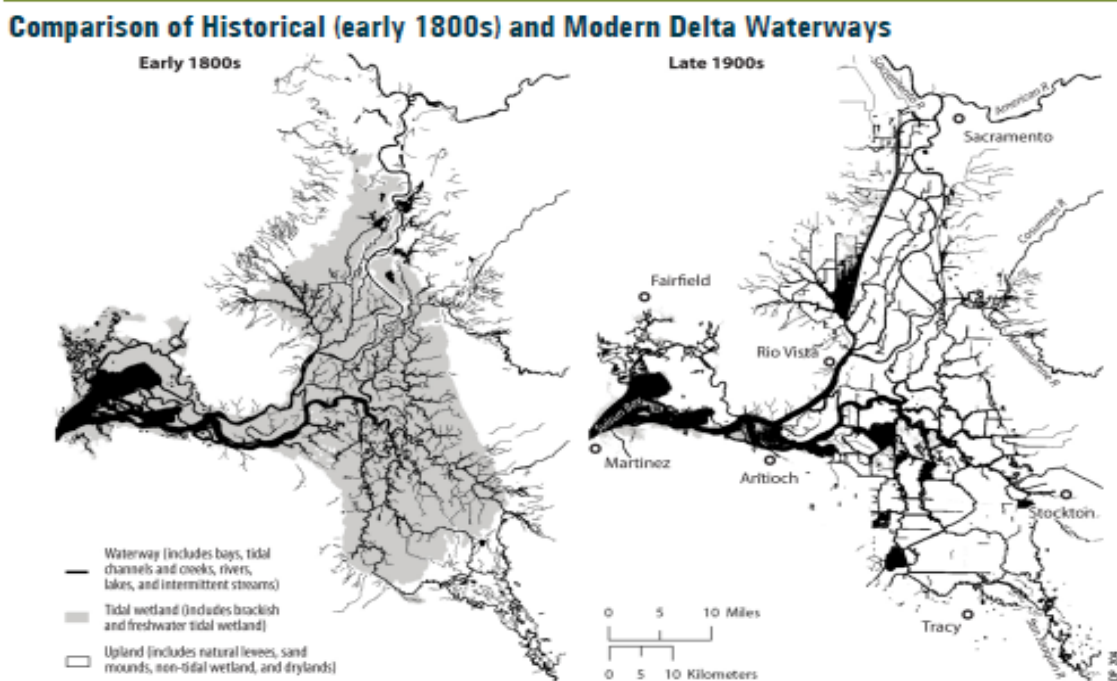 Comparison of Historical (early 1800s) and Modern Delta Waterways
Early 1800s
Waterway (includes bays, tidal
channels and creeks, rivers,
lakes, and intermittent streams)
Tidal wetland (includes brackish
and freshwater tidal wetland)
Upland (includes natural levees, sand
mounds, non-tidal wetland, and drylands)
Late 1900s
American R
Sacramento
Cosumnes R
Fairfield
Rio Vista
Martinez
Antioch
Stockton
Tracy
0 5 10 Miles
0 5 10 Kilometers